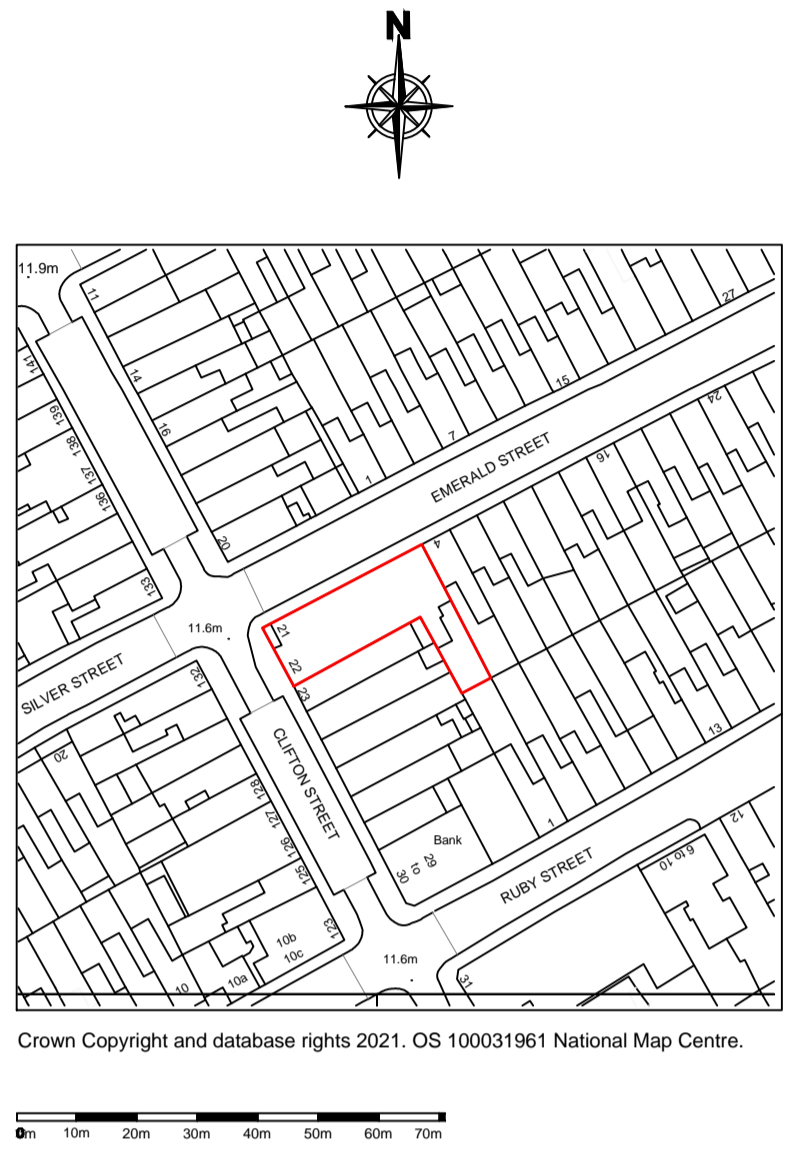 N
11.9m
11
27
141
14
15
139
24
16
138
7
EMERALD STREET
16
137
1
136
20
4
133
21
11.6m
22
132
23
SILVER STREET
20
CLIFTON STREET
13
128
127
1
12
126
Bank
29
to
30
125
RUBY STREET
6 to 10
123
10b
10c
11.6m
10
10a
31
Crown Copyright and database rights 2021. OS 100031961 National Map Centre.
0m 10m 20m 30m 40m 50m 60m 70m